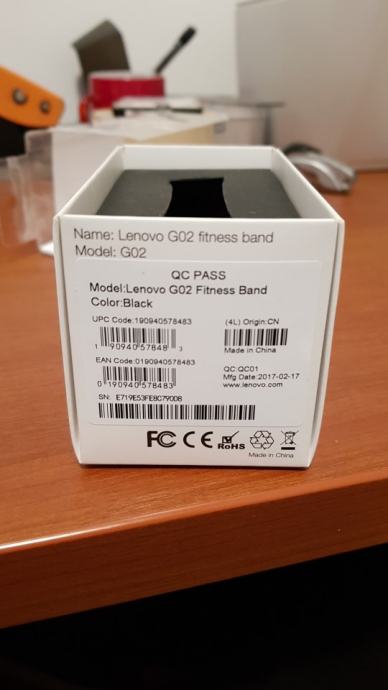 Name: Lenovo G02 fitness band
Model: G02
QC PASS
Model:Lenovo G02 Fitness Band
Color:Black
UPC Code:190940578483
(4L) Origin:CN
1 90940 57848 3
Made in China
EAN Code:0190940578483
QC:QC01
Mfg Date:2017-02-17
0 190940 578483
www.lenovo.com
SN: E719E53FE8C79008
FC CE RoHS
Made in China